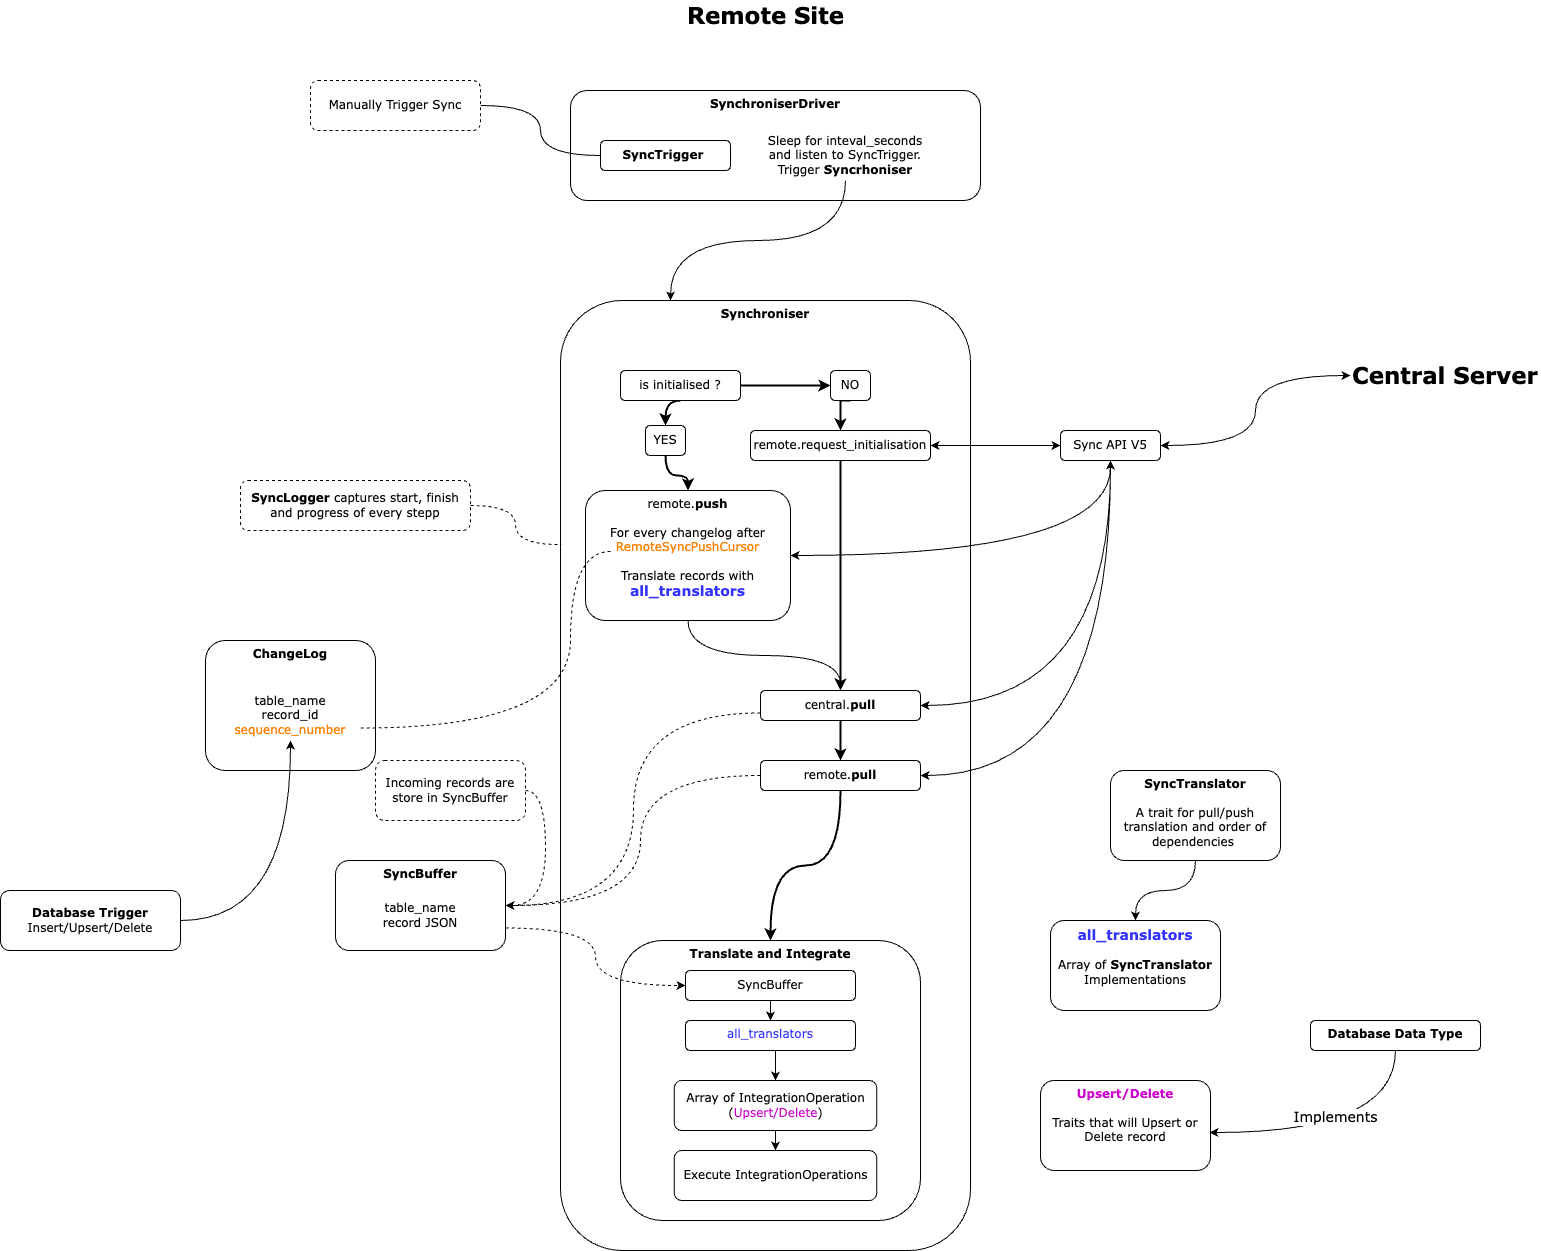 Remote Site
Manually Trigger Sync
SynchroniserDriver
SyncTrigger
Sleep for inteval_seconds
and listen to SyncTrigger.
Trigger Syncrhoniser
Synchroniser
is initialised ?
NO
YES
remote.request_initialisation
Sync API V5
Central Server
SyncLogger captures start, finish
and progress of every stepp
remote.push
For every changelog after
RemoteSyncPushCursor
Translate records with
all_translators
ChangeLog
table_name
record_id
sequence_number
central.pull
remote.pull
Incoming records are
store in SyncBuffer
SyncBuffer
table_name
record JSON
Database Trigger
Insert/Upsert/Delete
Translate and Integrate
SyncBuffer
all_translators
Array of IntegrationOperation
(Upsert/Delete)
Execute IntegrationOperations
SyncTranslator
A trait for pull/push
translation and order of
dependencies
all_translators
Array of SyncTranslator
Implementations
Database Data Type
Implements
Upsert/Delete
Traits that will Upsert or
Delete record